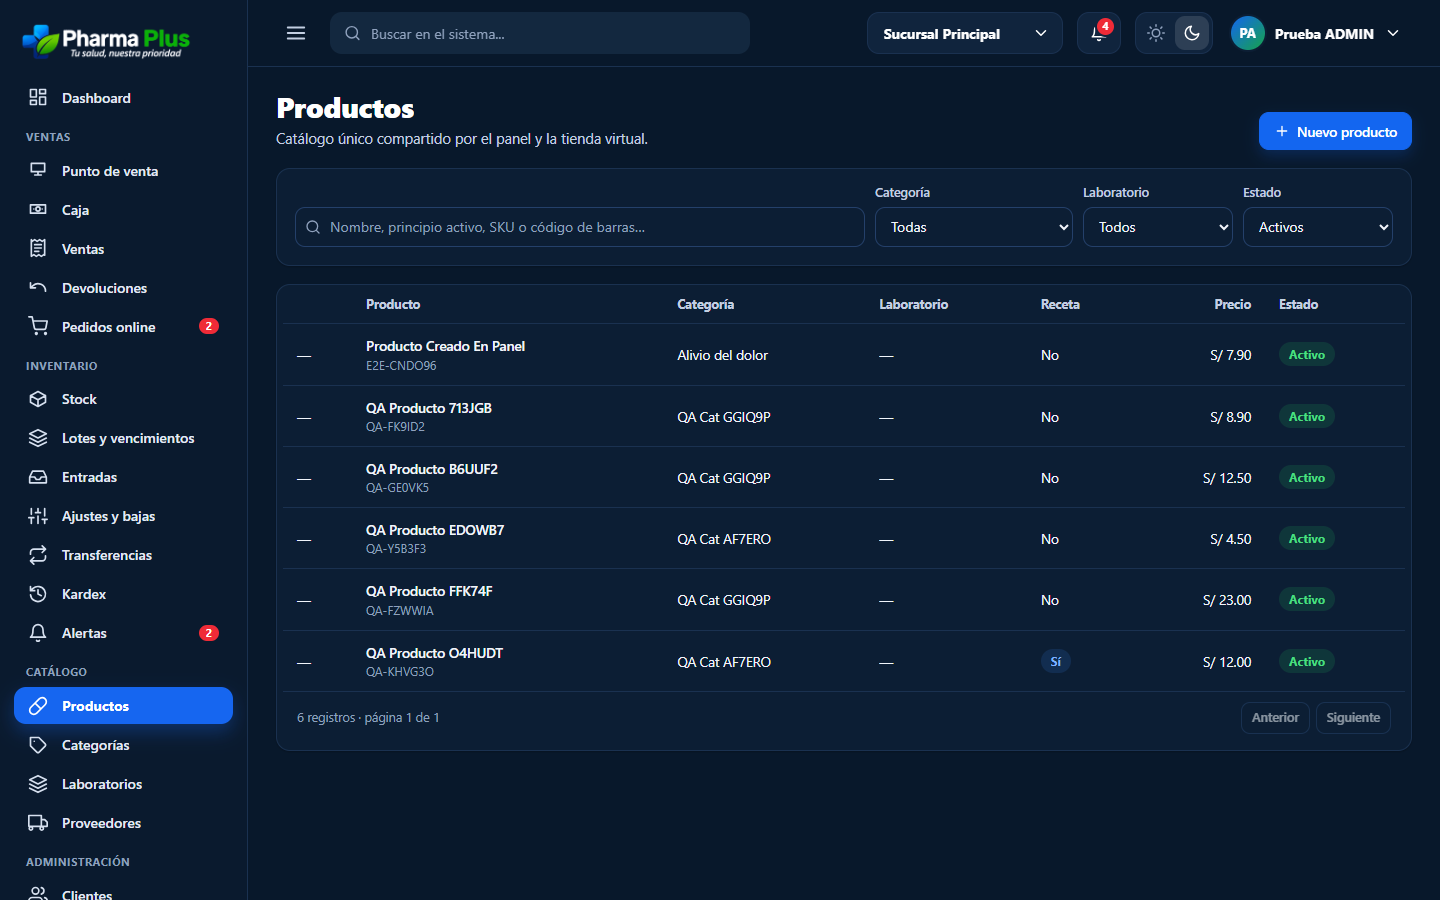 Pharma Plus
Tu salud, nuestra prioridad
Buscar en el sistema...
Sucursal Principal
4
PA
Prueba ADMIN
Dashboard
VENTAS
Punto de venta
Caja
Ventas
Devoluciones
Pedidos online
2
INVENTARIO
Stock
Lotes y vencimientos
Entradas
Ajustes y bajas
Transferencias
Kardex
Alertas
2
CATÁLOGO
Productos
Categorías
Laboratorios
Proveedores
ADMINISTRACIÓN
Clientes
Productos
Catálogo único compartido por el panel y la tienda virtual.
+ Nuevo producto
Nombre, principio activo, SKU o código de barras...
Categoría
Todas
Laboratorio
Todos
Estado
Activos
Producto Categoría Laboratorio Receta Precio Estado
— Producto Creado En Panel Alivio del dolor — No S/ 7.90 Activo
E2E-CNDO96
— QA Producto 713JGB QA Cat GGIQ9P — No S/ 8.90 Activo
QA-FK9ID2
— QA Producto B6UUF2 QA Cat GGIQ9P — No S/ 12.50 Activo
QA-GE0VK5
— QA Producto EDOWB7 QA Cat AF7ERO — No S/ 4.50 Activo
QA-Y5B3F3
— QA Producto FFK74F QA Cat GGIQ9P — No S/ 23.00 Activo
QA-FZWWIA
— QA Producto O4HUDT QA Cat AF7ERO — Sí S/ 12.00 Activo
QA-KHVG3O
6 registros · página 1 de 1
Anterior
Siguiente